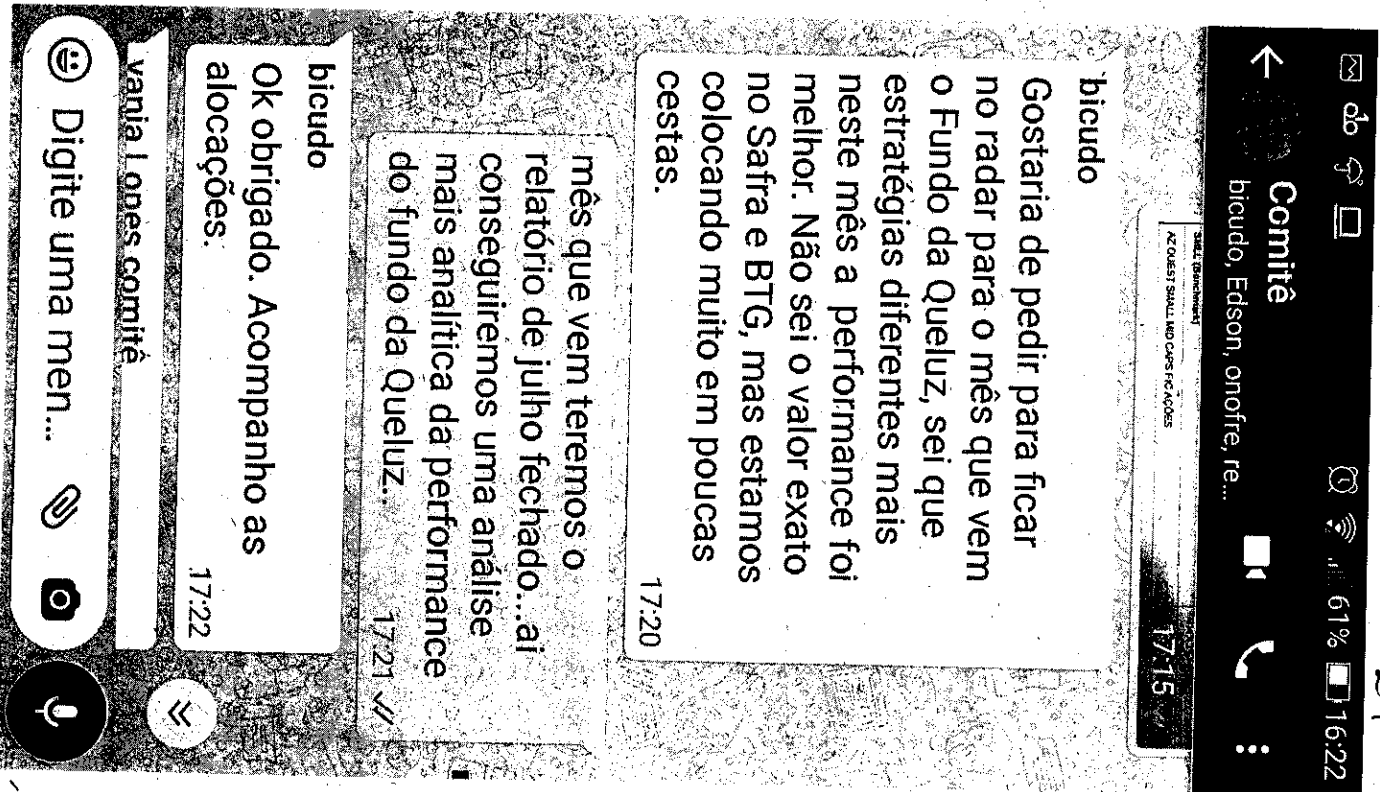 61% 16:22
Comitê
bicudo, Edson, onofre, re...
SMLL (Benchmark)
AZ QUEST SMALL MID CAPS FIC AÇÕES
17:15
bicudo
Gostaria de pedir para ficar
no radar para o mês que vem
o Fundo da Queluz, sei que
estratégias diferentes mais
neste mês a performance foi
melhor. Não sei o valor exato
no Safra e BTG, mas estamos
colocando muito em poucas
cestas.
17:20
mês que vem teremos o
relatório de julho fechado...ai
conseguiremos uma análise
mais analítica da performance
do fundo da Queluz..
17:21
bicudo
Ok obrigado. Acompanho as
alocações.
17:22
vania Lopes comitê
Digite uma men...